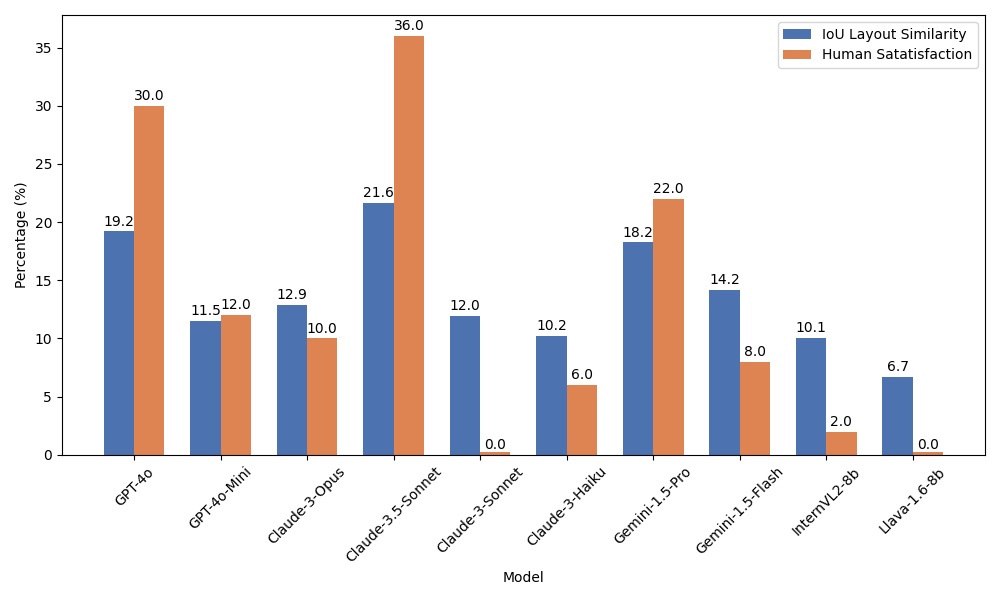 IoU Layout Similarity
Human Satatisfaction
Percentage (%)
35
30
25
20
15
10
5
0
19.2
30.0
11.5
12.0
12.9
10.0
21.6
36.0
12.0
0.0
10.2
6.0
18.2
22.0
14.2
8.0
10.1
2.0
6.7
0.0
GPT-4o
GPT-4o-Mini
Claude-3-Opus
Claude-3.5-Sonnet
Claude-3-Sonnet
Claude-3-Haiku
Gemini-1.5-Pro
Gemini-1.5-Flash
InternVL2-8b
Llava-1.6-8b
Model